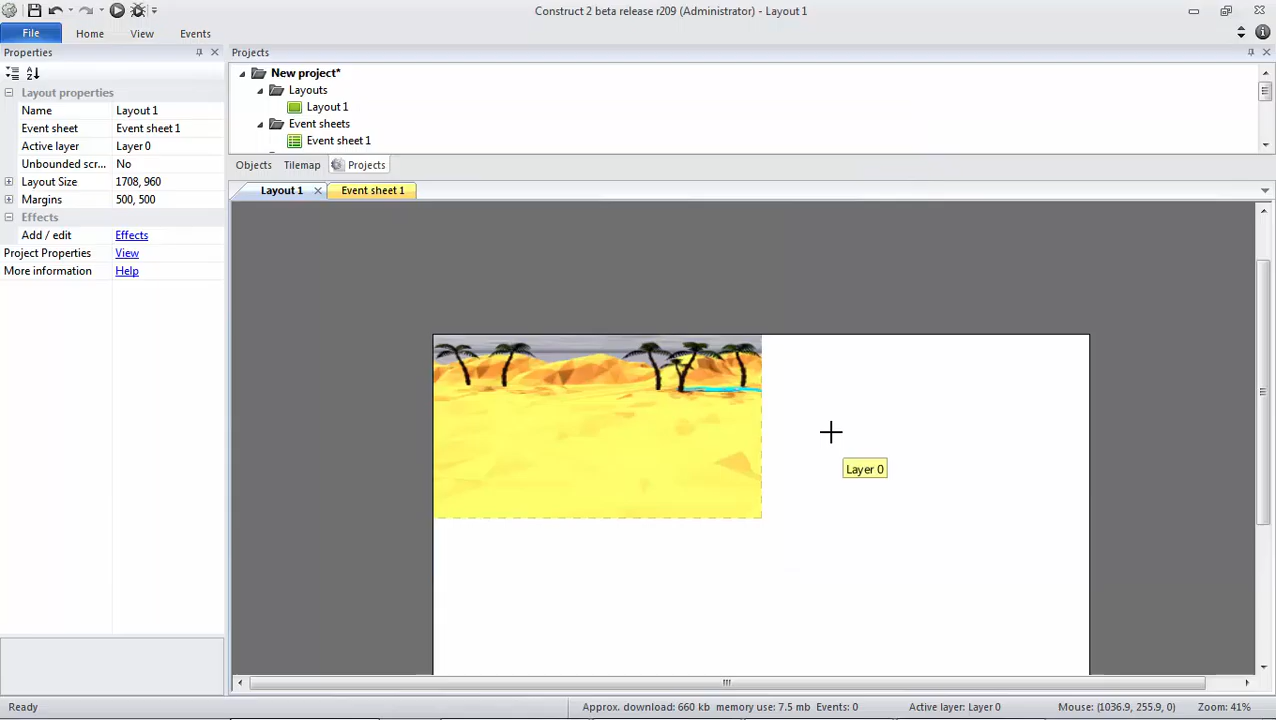 Construct 2 beta release r209 (Administrator) - Layout 1
File Home View Events
Properties
Projects
Layout properties
Name Layout 1
Event sheet Event sheet 1
Active layer Layer 0
Unbounded scr... No
Layout Size 1708, 960
Margins 500, 500
Effects
Add / edit Effects
Project Properties View
More information Help
New project*
Layouts
Layout 1
Event sheets
Event sheet 1
Objects Tilemap Projects
Layout 1 Event sheet 1
Layer 0
Ready
Approx. download: 660 kb memory use: 7.5 mb Events: 0 Active layer: Layer 0 Mouse: (1036.9, 255.9, 0) Zoom: 41%